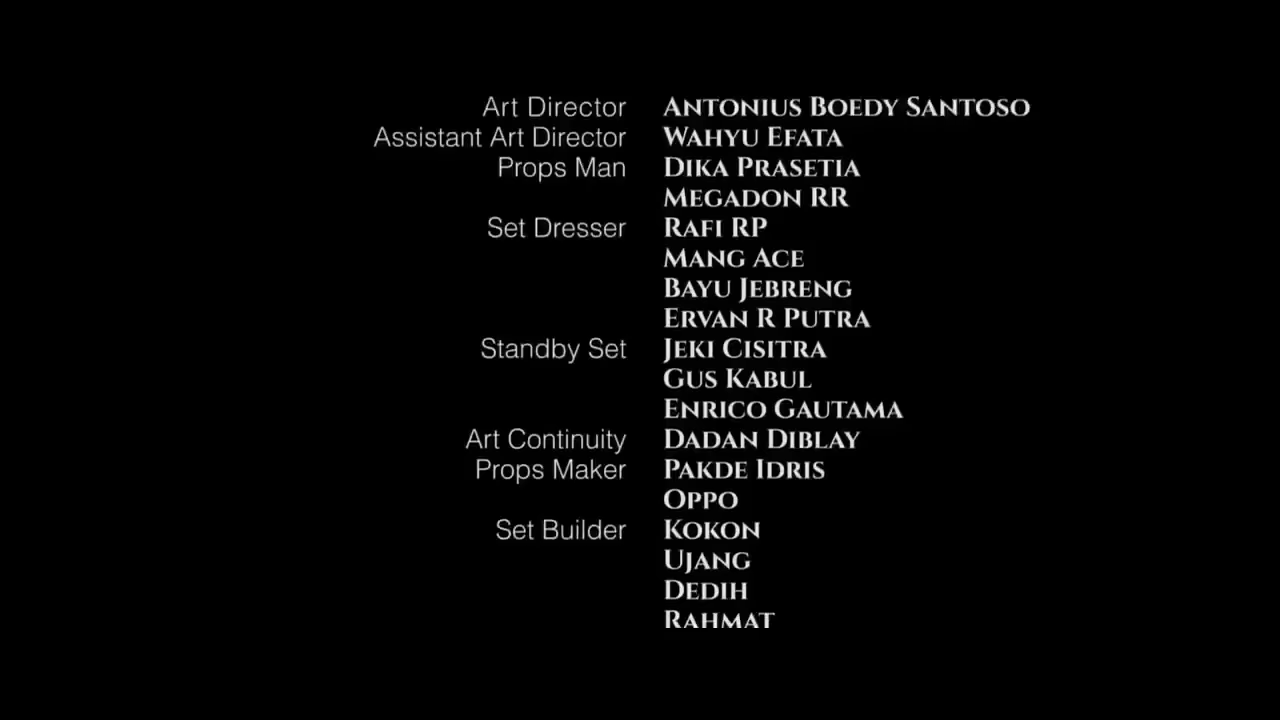 Art Director Antonius Boedy Santoso
Assistant Art Director Wahyu Efata
Props Man Dika Prasetia
Megadon RR
Set Dresser Rafi RP
Mang Ace
Bayu Jebreng
Ervan R Putra
Standby Set Jeki Cisitra
Gus Kabul
Enrico Gautama
Art Continuity Dadan Diblay
Props Maker Pakde Idris
Oppo
Set Builder Kokon
Ujang
Dedih
Rahmat